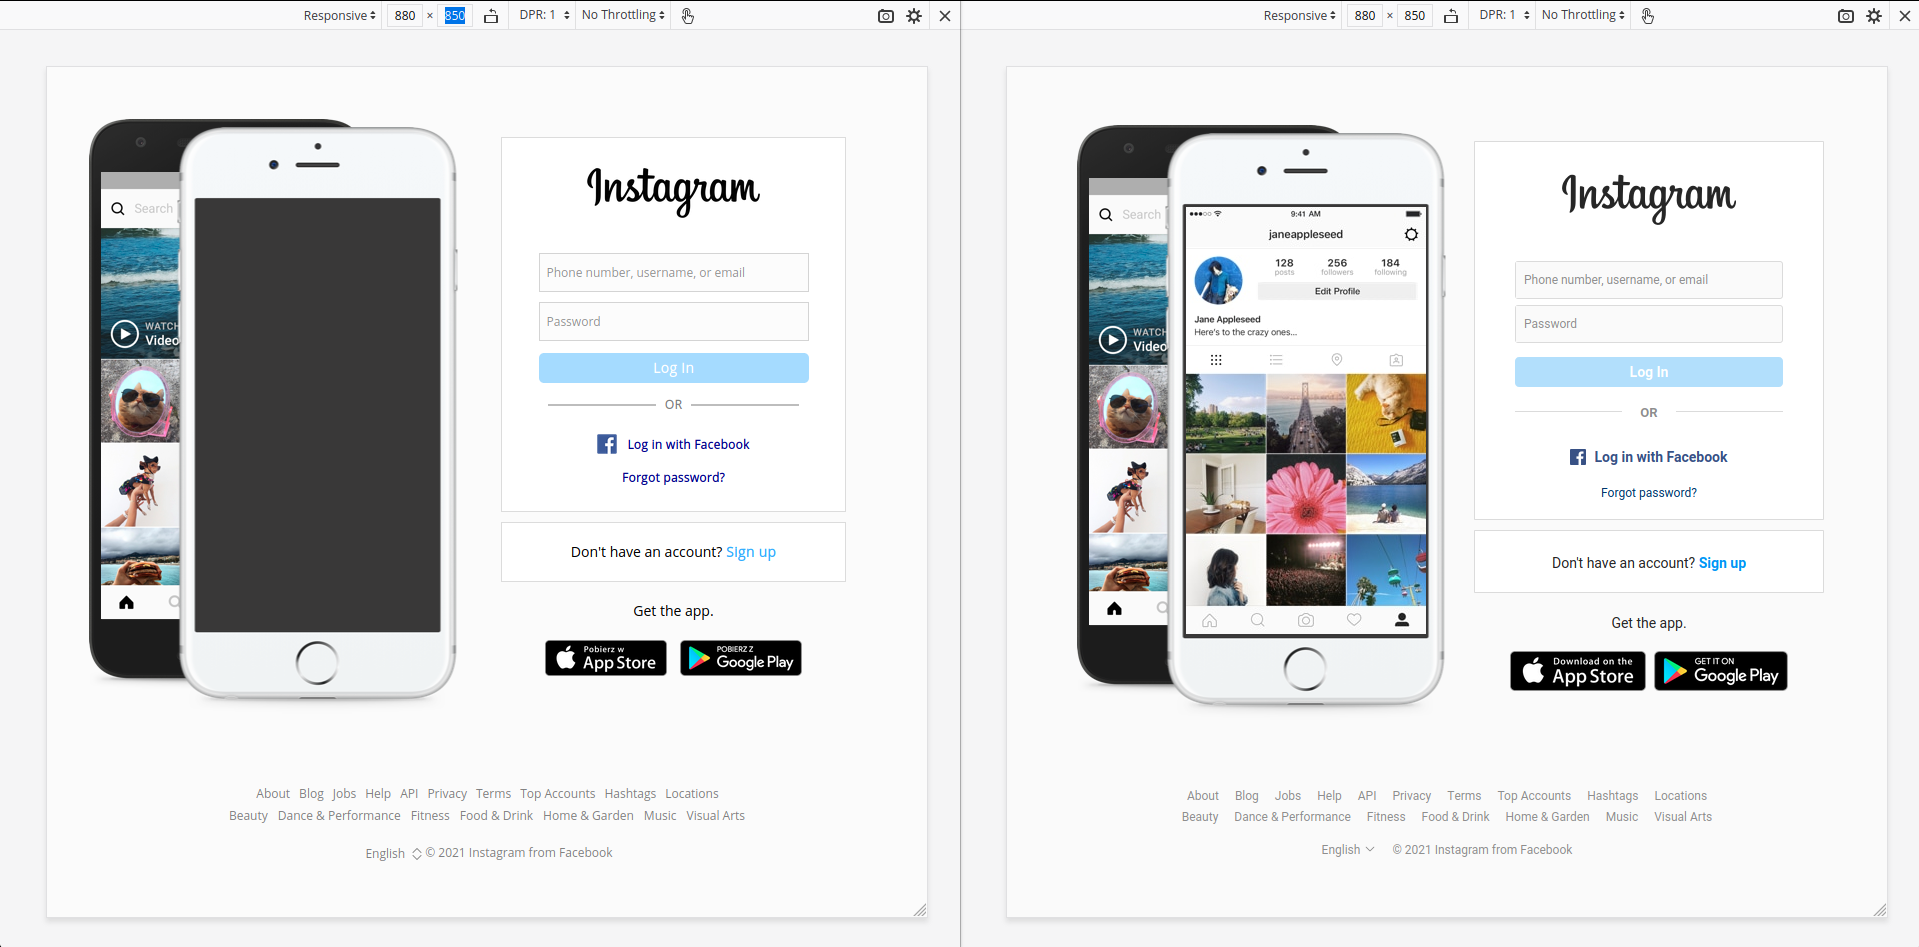 Responsive 880 × 850 DPR: 1 No Throttling
Search
WATCH
Video
Instagram
Phone number, username, or email
Password
Log In
OR
Log in with Facebook
Forgot password?
Don't have an account? Sign up
Get the app.
Pobierz w
App Store
POBIERZ Z
Google Play
About Blog Jobs Help API Privacy Terms Top Accounts Hashtags Locations
Beauty Dance & Performance Fitness Food & Drink Home & Garden Music Visual Arts
English © 2021 Instagram from Facebook
Responsive 880 × 850 DPR: 1 No Throttling
Search
WATCH
Video
9:41 AM
janeappleseed
128 256 184
posts followers following
Edit Profile
Jane Appleseed
Here's to the crazy ones...
Instagram
Phone number, username, or email
Password
Log In
OR
Log in with Facebook
Forgot password?
Don't have an account? Sign up
Get the app.
Download on the
App Store
GET IT ON
Google Play
About Blog Jobs Help API Privacy Terms Top Accounts Hashtags Locations
Beauty Dance & Performance Fitness Food & Drink Home & Garden Music Visual Arts
English © 2021 Instagram from Facebook